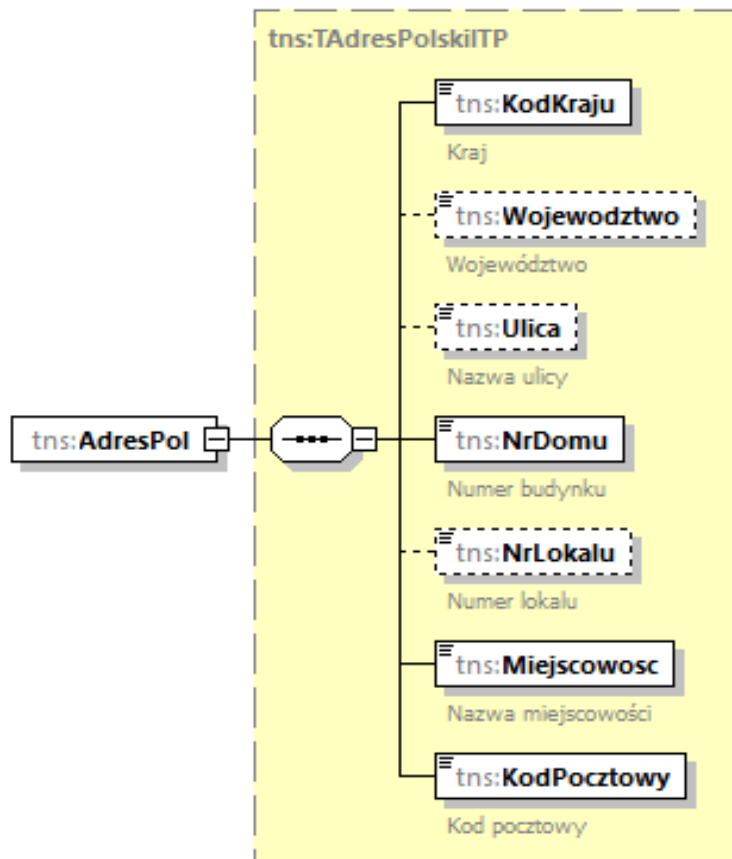 tns:TAdresPolskiITP
tns:KodKraju
Kraj
tns:Wojewodztwo
Województwo
tns:Ulica
Nazwa ulicy
tns:AdresPol
tns:NrDomu
Numer budynku
tns:NrLokalu
Numer lokalu
tns:Miejscowosc
Nazwa miejscowości
tns:KodPocztowy
Kod pocztowy